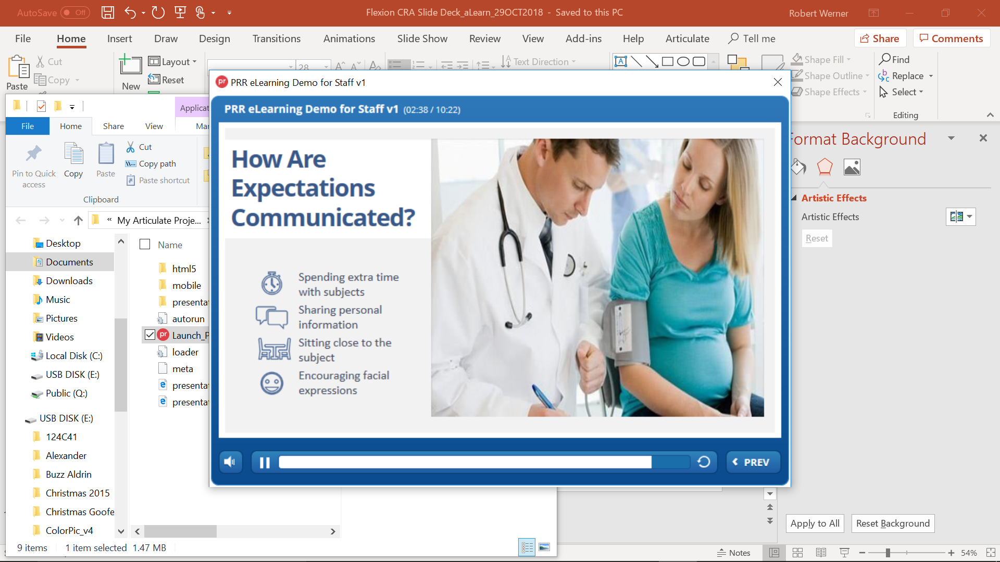 AutoSave Off
Flexion CRA Slide Deck_aLearn_29OCT2018 - Saved to this PC
Robert Werner
File Home Insert Draw Design Transitions Animations Slide Show Review View Add-ins Help Articulate Tell me
Share Comments
Paste
Cut
Copy
New
Layout
Reset
28
Text Direction
Shape Fill
Shape Outline
Shape Effects
Find
Replace
Select
Editing
Applicat
File Home Share View Ma
Pin to Quick
access
Copy
Paste
Cut
Copy path
Paste shortcut
Clipboard
« My Articulate Proje...
Desktop
Documents
Downloads
Music
Pictures
Videos
Local Disk (C:)
USB DISK (E:)
Public (Q:)
USB DISK (E:)
124C41
Alexander
Buzz Aldrin
Christmas 2015
Christmas Goofe
ColorPic_v4
Name
html5
mobile
presentat
autorun
pr Launch_P
loader
meta
presentat
presentat
9 items 1 item selected 1.47 MB
pr PRR eLearning Demo for Staff v1
PRR eLearning Demo for Staff v1 (02:38 / 10:22)
How Are
Expectations
Communicated?
Spending extra time
with subjects
Sharing personal
information
Sitting close to the
subject
Encouraging facial
expressions
PREV
Format Background
Artistic Effects
Artistic Effects
Reset
Apply to All Reset Background
Notes 54%